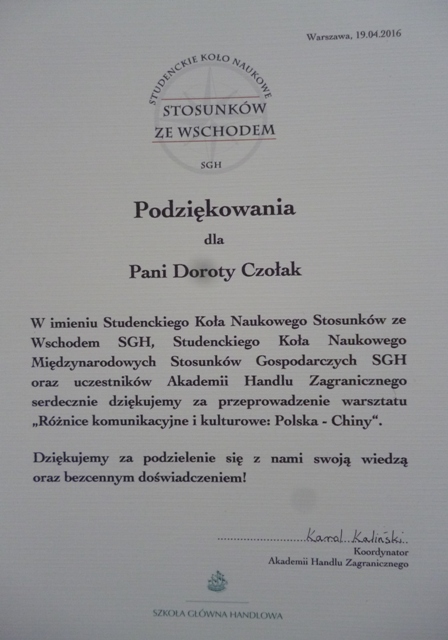 Warszawa, 19.04.2016
STUDENCKIE KOŁO NAUKOWE
STOSUNKÓW
ZE WSCHODEM
SGH
Podziękowania
dla
Pani Doroty Czołak
W imieniu Studenckiego Koła Naukowego Stosunków ze
Wschodem SGH, Studenckiego Koła Naukowego
Międzynarodowych Stosunków Gospodarczych SGH
oraz uczestników Akademii Handlu Zagranicznego
serdecznie dziękujemy za przeprowadzenie warsztatu
„Różnice komunikacyjne i kulturowe: Polska - Chiny“.
Dziękujemy za podzielenie się z nami swoją wiedzą
oraz bezcennym doświadczeniem!
Karol Kaliński
Koordynator
Akademii Handlu Zagranicznego
SZKOŁA GŁÓWNA HANDLOWA